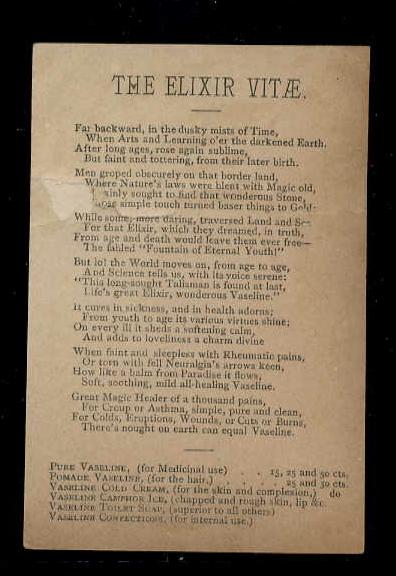 THE ELIXIR VITÆ.
Far backward, in the dusky mists of Time,
When Arts and Learning o'er the darkened Earth.
After long ages, rose again sublime,
But faint and tottering, from their later birth.
Men groped obscurely on that border land,
Where Nature's laws were blent with Magic old,
ainly sought to find that wonderous Stone,
ose simple touch turned baser things to Gold.
While some, more daring, traversed Land and Se
For that Elixir, which they dreamed, in truth,
From age and death would leave them ever free—
The fabled "Fountain of Eternal Youth!"
But lo! the World moves on, from age to age,
And Science tells us, with its voice serene:
"This long-sought Talisman is found at last,
Life's great Elixir, wonderous Vaseline."
It cures in sickness, and in health adorns;
From youth to age its various virtues shine;
On every ill it sheds a softening calm,
And adds to loveliness a charm divine
When faint and sleepless with Rheumatic pains,
Or torn with fell Neuralgia's arrows keen,
How like a balm from Paradise it flows,
Soft, soothing, mild all-healing Vaseline.
Great Magic Healer of a thousand pains,
For Croup or Asthma, simple, pure and clean,
For Colds, Eruptions, Wounds, or Cuts or Burns,
There's nought on earth can equal Vaseline.
PURE VASELINE, (for Medicinal use) . . 15, 25 and 50 cts.
POMADE VASELINE, (for the hair.) . . . . 25 and 50 cts.
VASELINE COLD CREAM, (for the skin and complexion,) do
VASELINE CAMPHOR ICE, (chapped and rough skin, lip &c.
VASELINE TOILET SOAP, (superior to all others)
VASELINE CONFECTIONS, (for internal use.)